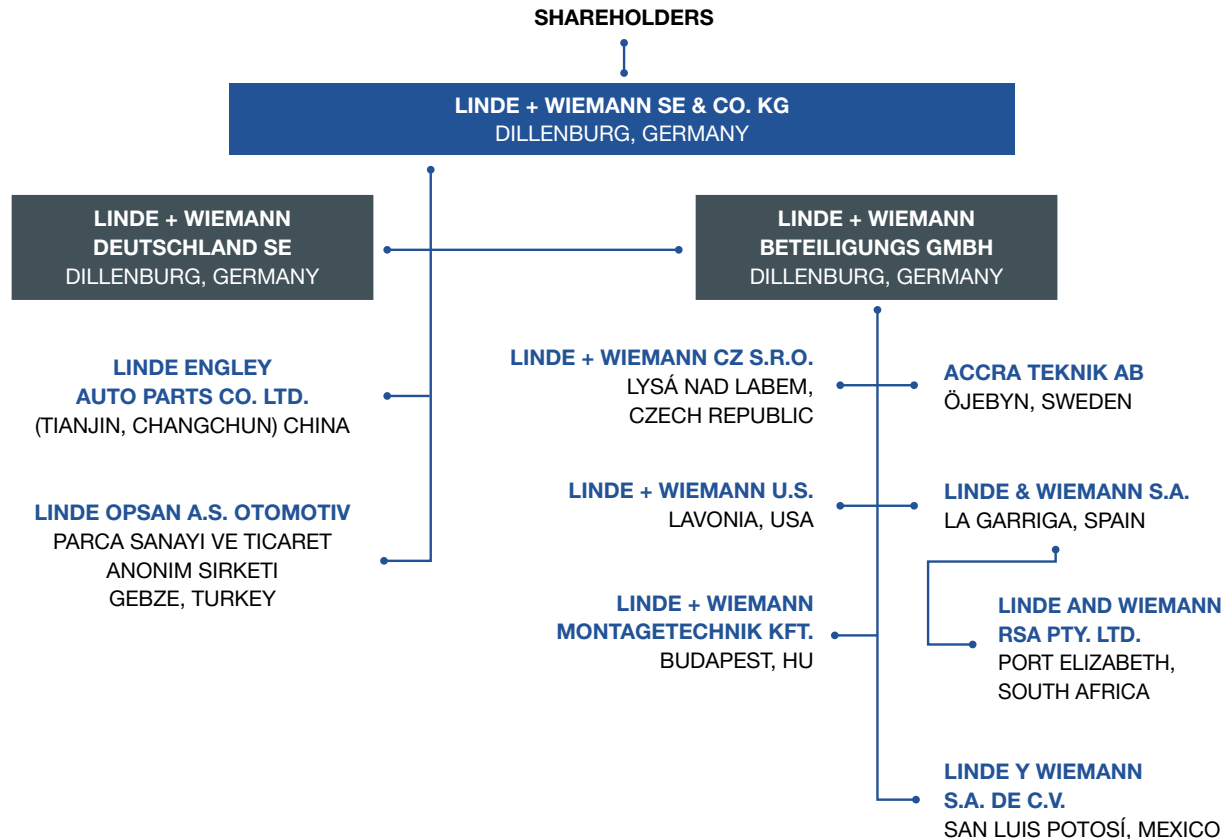 SHAREHOLDERS
LINDE + WIEMANN SE & CO. KG
DILLENBURG, GERMANY
LINDE + WIEMANN
DEUTSCHLAND SE
DILLENBURG, GERMANY
LINDE + WIEMANN
BETEILIGUNGS GMBH
DILLENBURG, GERMANY
LINDE ENGLEY
AUTO PARTS CO. LTD.
(TIANJIN, CHANGCHUN) CHINA
LINDE OPSAN A.S. OTOMOTIV
PARCA SANAYI VE TICARET
ANONIM SIRKETI
GEBZE, TURKEY
LINDE + WIEMANN CZ S.R.O.
LYSÁ NAD LABEM,
CZECH REPUBLIC
ACCRA TEKNIK AB
ÖJEBYN, SWEDEN
LINDE + WIEMANN U.S.
LAVONIA, USA
LINDE & WIEMANN S.A.
LA GARRIGA, SPAIN
LINDE + WIEMANN
MONTAGETECHNIK KFT.
BUDAPEST, HU
LINDE AND WIEMANN
RSA PTY. LTD.
PORT ELIZABETH,
SOUTH AFRICA
LINDE Y WIEMANN
S.A. DE C.V.
SAN LUIS POTOSÍ, MEXICO